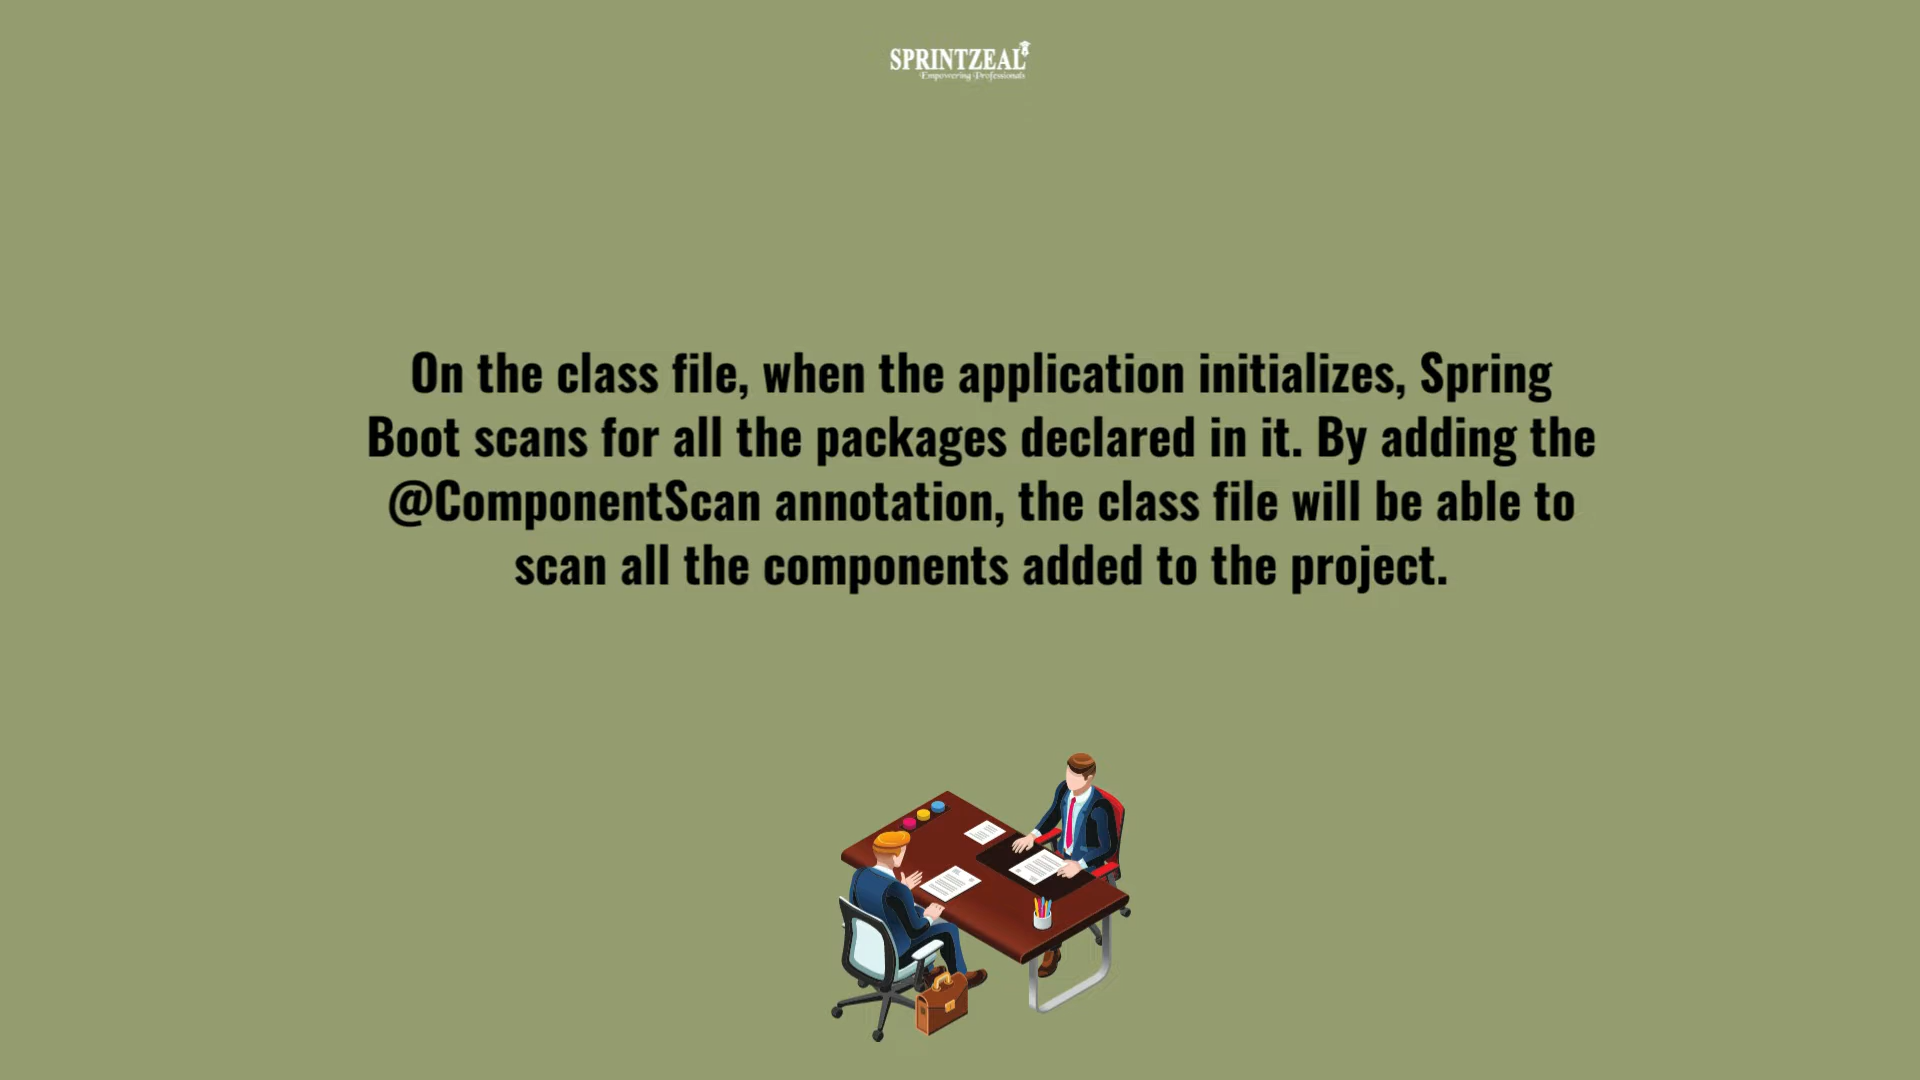 SPRINTZEAL
Empowering Professionals
On the class file, when the application initializes, Spring
Boot scans for all the packages declared in it. By adding the
@ComponentScan annotation, the class file will be able to
scan all the components added to the project.